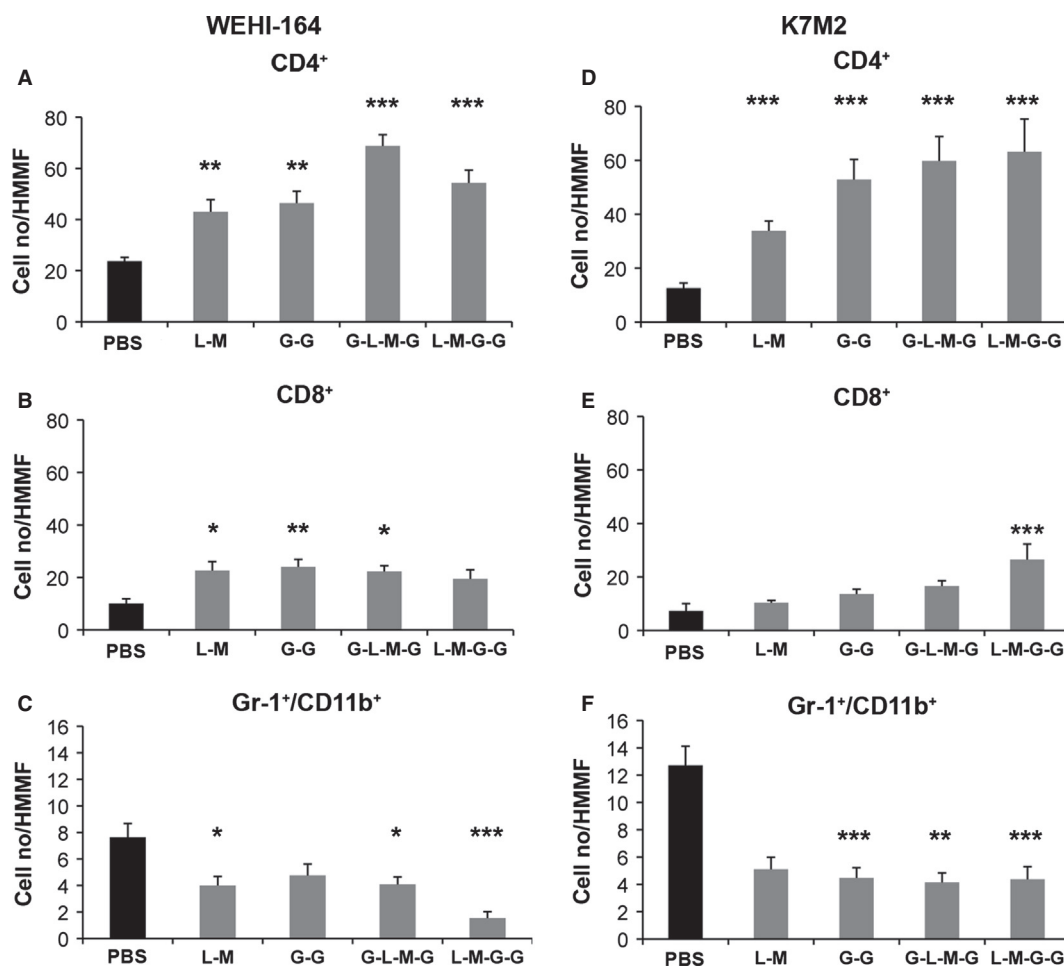 WEHI-164
K7M2
A
CD4⁺
Cell no/HMMF
80
60
40
20
0
** ** *** ***
PBS L-M G-G G-L-M-G L-M-G-G
D
CD4⁺
Cell no/HMMF
80
60
40
20
0
*** *** *** ***
PBS L-M G-G G-L-M-G L-M-G-G
B
CD8⁺
Cell no/HMMF
80
60
40
20
0
* ** *
PBS L-M G-G G-L-M-G L-M-G-G
E
CD8⁺
Cell no/HMMF
80
60
40
20
0
***
PBS L-M G-G G-L-M-G L-M-G-G
C
Gr-1⁺/CD11b⁺
Cell no/HMMF
16
14
12
10
8
6
4
2
0
* * ***
PBS L-M G-G G-L-M-G L-M-G-G
F
Gr-1⁺/CD11b⁺
Cell no/HMMF
16
14
12
10
8
6
4
2
0
*** ** ***
PBS L-M G-G G-L-M-G L-M-G-G